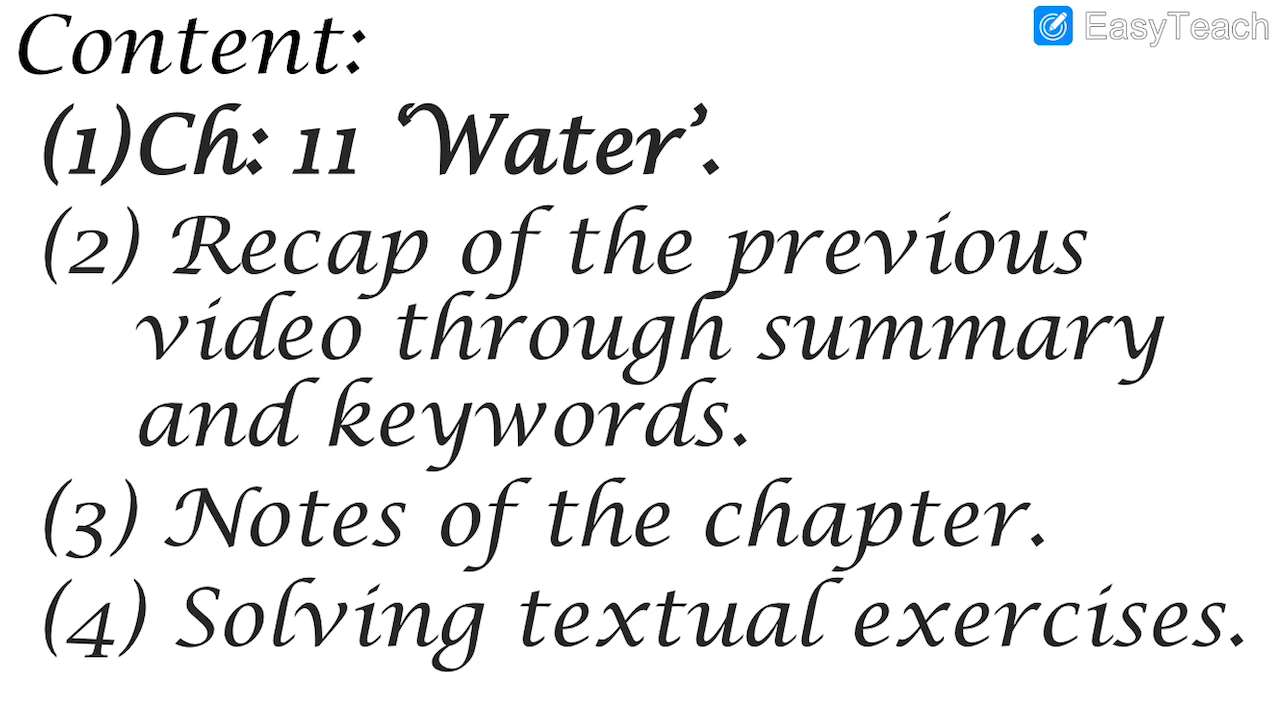 Content:
EasyTeach
(1)Ch: 11 ‘Water’.
(2) Recap of the previous
video through summary
and keywords.
(3) Notes of the chapter.
(4) Solving textual exercises.